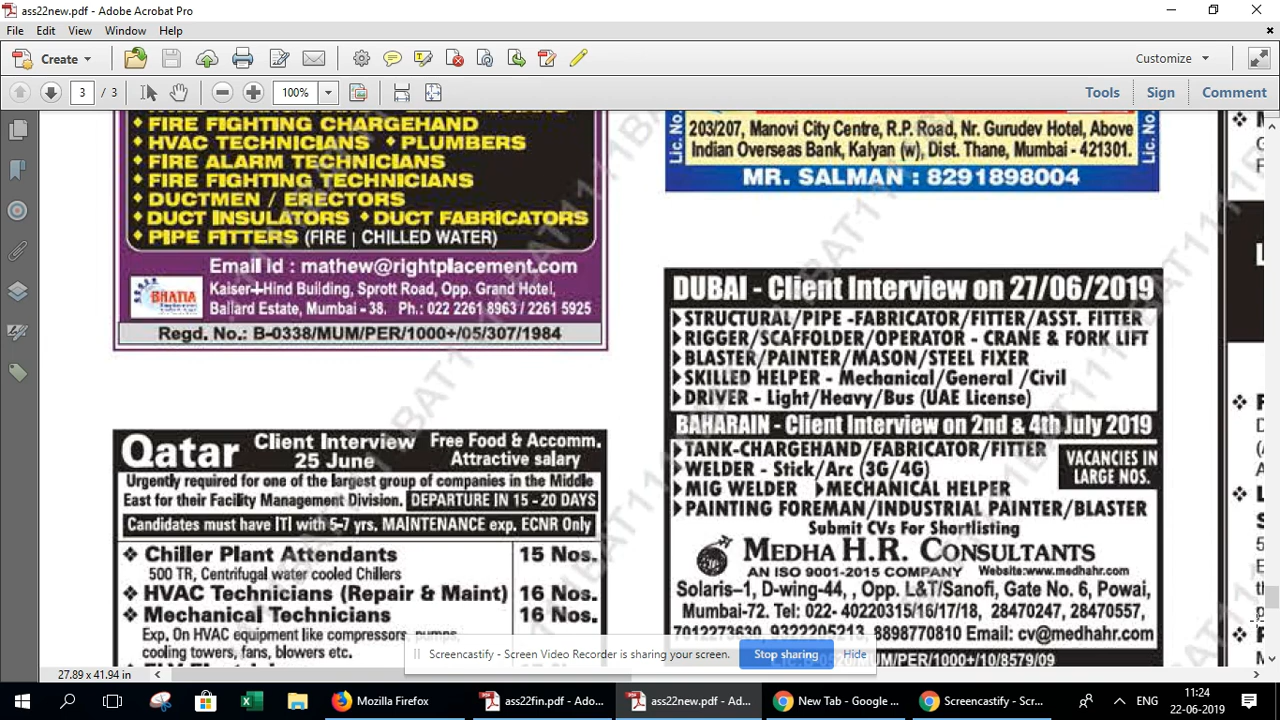 ass22new.pdf - Adobe Acrobat Pro
File Edit View Window Help
Create
Customize
3 / 3
100%
Tools Sign Comment
FIRE FIGHTING CHARGEHAND
HVAC TECHNICIANS PLUMBERS
FIRE ALARM TECHNICIANS
FIRE FIGHTING TECHNICIANS
DUCTMEN / ERECTORS
DUCT INSULATORS DUCT FABRICATORS
PIPE FITTERS (FIRE | CHILLED WATER)
Email Id : mathew@rightplacement.com
BHATIA
Kaiser-I-Hind Building, Sprott Road, Opp. Grand Hotel,
Ballard Estate, Mumbai - 38. Ph.: 022 2261 8963 / 2261 5925
Regd. No.: B-0338/MUM/PER/1000+/05/307/1984
Qatar
Client Interview
25 June
Free Food & Accomm.
Attractive salary
Urgently required for one of the largest group of companies in the Middle
East for their Facility Management Division. DEPARTURE IN 15 - 20 DAYS
Candidates must have ITI with 5-7 yrs. MAINTENANCE exp. ECNR Only
Chiller Plant Attendants 15 Nos.
500 TR, Centrifugal water cooled Chillers
HVAC Technicians (Repair & Maint) 16 Nos.
Mechanical Technicians 16 Nos.
Exp. On HVAC equipment like compressors, pumps,
cooling towers, fans, blowers etc.
Lic. No.
203/207, Manovi City Centre, R.P. Road, Nr. Gurudev Hotel, Above
Indian Overseas Bank, Kalyan (w), Dist. Thane, Mumbai - 421301.
Lic. No.
MR. SALMAN : 8291898004
DUBAI - Client Interview on 27/06/2019
STRUCTURAL/PIPE -FABRICATOR/FITTER/ASST. FITTER
RIGGER/SCAFFOLDER/OPERATOR - CRANE & FORK LIFT
BLASTER/PAINTER/MASON/STEEL FIXER
SKILLED HELPER - Mechanical/General /Civil
DRIVER - Light/Heavy/Bus (UAE License)
BAHARAIN - Client Interview on 2nd & 4th July 2019
TANK-CHARGEHAND/FABRICATOR/FITTER
WELDER - Stick/Arc (3G/4G)
MIG WELDER MECHANICAL HELPER
VACANCIES IN
LARGE NOS.
PAINTING FOREMAN/INDUSTRIAL PAINTER/BLASTER
Submit CVs For Shortlisting
MEDHA H.R. CONSULTANTS
AN ISO 9001-2015 COMPANY Website:www.medhahr.com
Solaris–1, D-wing-44, , Opp. L&T/Sanofi, Gate No. 6, Powai,
Mumbai-72. Tel: 022- 40220315/16/17/18, 28470247, 28470557,
7012273630, 9322205213, 8898770810 Email: cv@medhahr.com
/MUM/PER/1000+/10/8579/09
Screencastify - Screen Video Recorder is sharing your screen. Stop sharing Hide
27.89 x 41.94 in
Mozilla Firefox
ass22fin.pdf - Ado...
ass22new.pdf - Ad...
New Tab - Google ...
Screencastify - Scr...
ENG
11:24
22-06-2019